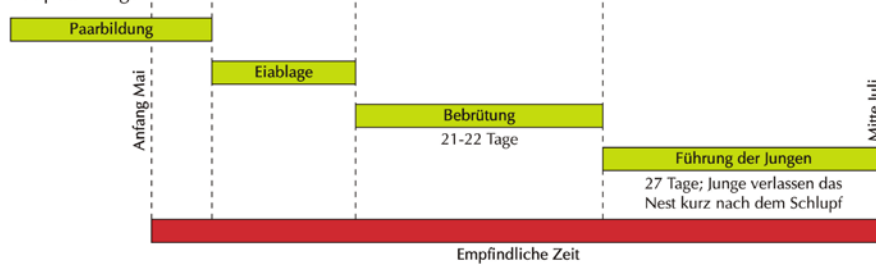 Paarbildung
Anfang Mai
Eiablage
Bebrütung
21-22 Tage
Mitte Juli
Führung der Jungen
27 Tage; Junge verlassen das
Nest kurz nach dem Schlupf
Empfindliche Zeit